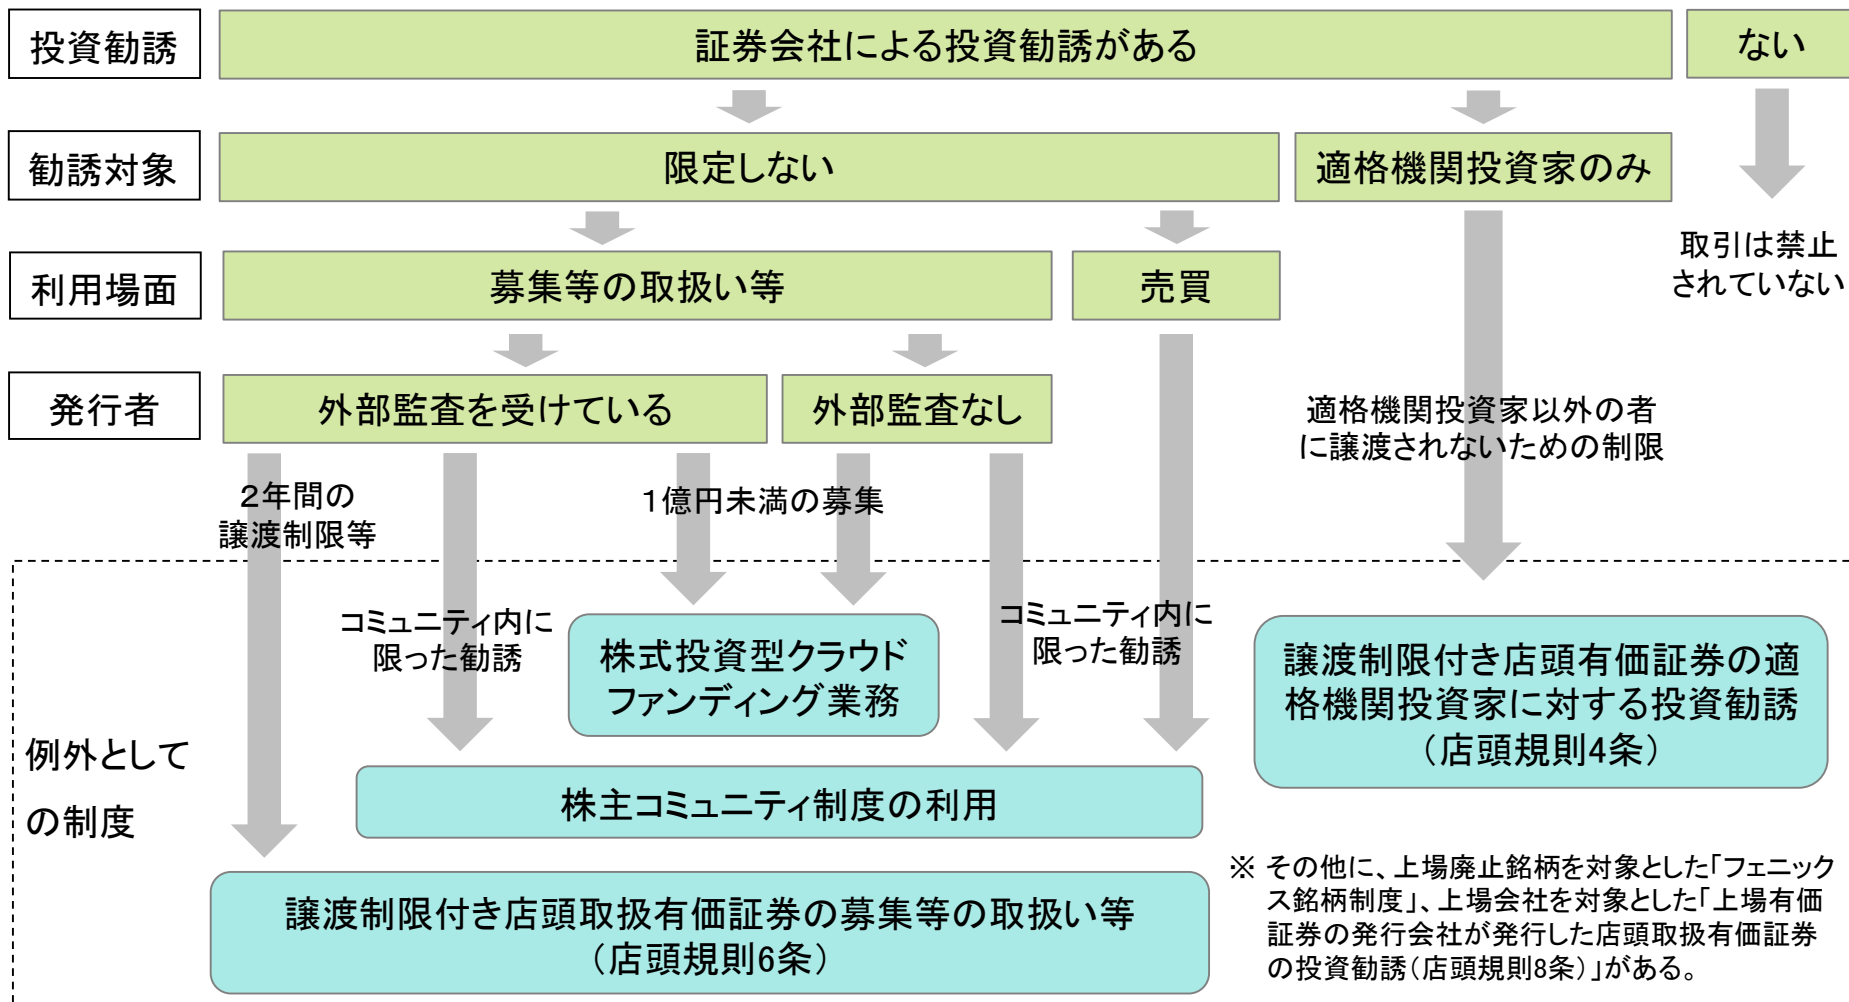 投資勧誘
証券会社による投資勧誘がある
ない
勧誘対象
限定しない
適格機関投資家のみ
取引は禁止
されていない
利用場面
募集等の取扱い等
売買
発行者
外部監査を受けている
外部監査なし
適格機関投資家以外の者
に譲渡されないための制限
２年間の
譲渡制限等
１億円未満の募集
コミュニティ内に
限った勧誘
コミュニティ内に
限った勧誘
株式投資型クラウド
ファンディング業務
譲渡制限付き店頭有価証券の適
格機関投資家に対する投資勧誘
（店頭規則4条）
例外として
の制度
株主コミュニティ制度の利用
譲渡制限付き店頭取扱有価証券の募集等の取扱い等
（店頭規則6条）
※ その他に、上場廃止銘柄を対象とした「フェニック
ス銘柄制度」、上場会社を対象とした「上場有価
証券の発行会社が発行した店頭取扱有価証券
の投資勧誘（店頭規則8条）」がある。